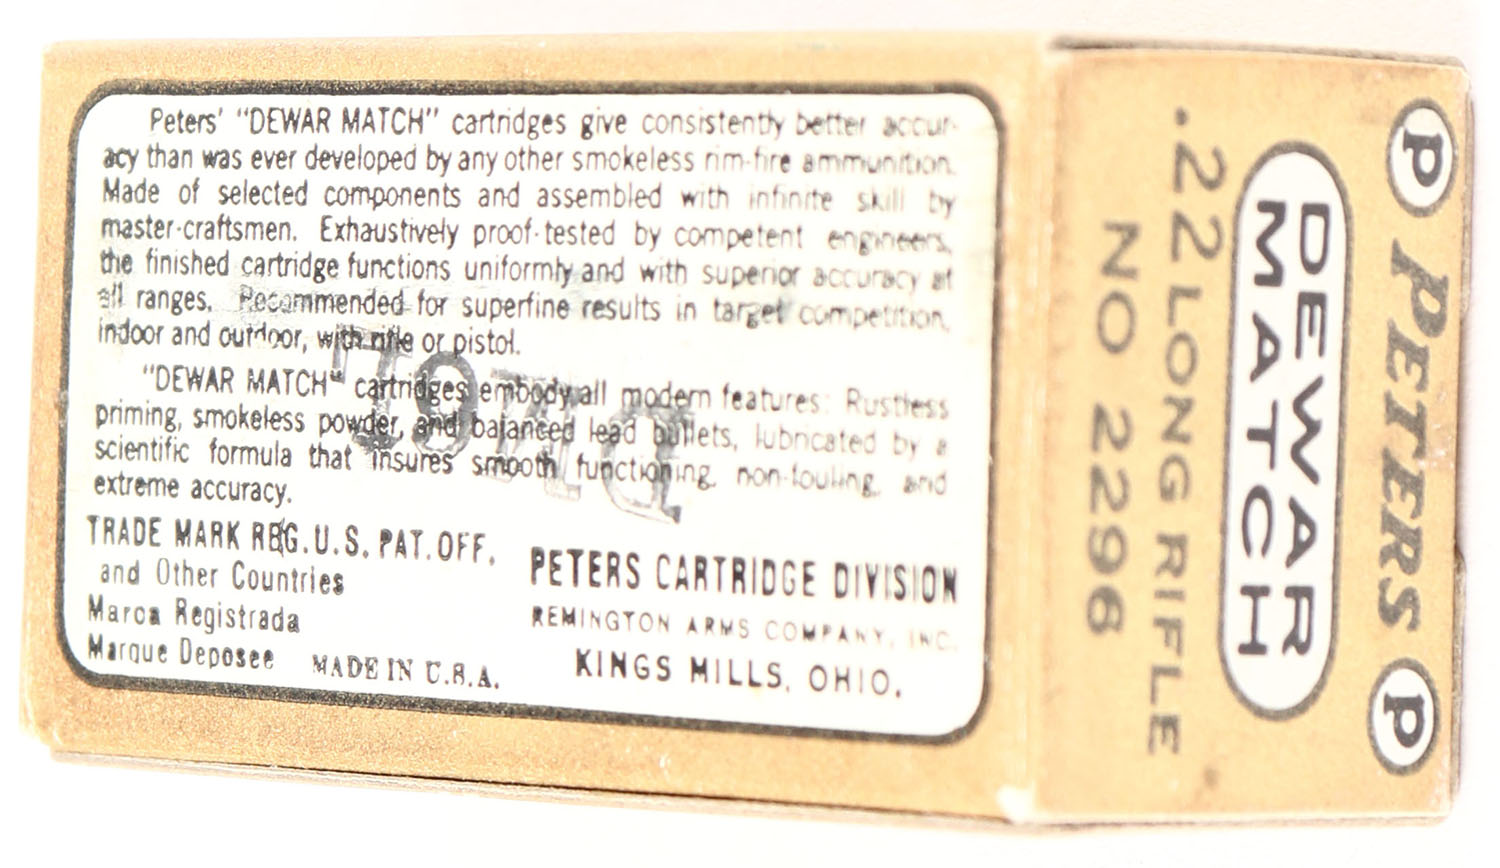 Peters' "DEWAR MATCH" cartridges give consistently better accur-
acy than was ever developed by any other smokeless rim-fire ammunition.
Made of selected components and assembled with infinite skill by
master-craftsmen. Exhaustively proof-tested by competent engineers,
the finished cartridge functions uniformly and with superior accuracy at
all ranges. Recommended for superfine results in target competition,
indoor and outdoor, with rifle or pistol.
"DEWAR MATCH" cartridges embody all modern features: Rustless
priming, smokeless powder, and balanced lead bullets, lubricated by a
scientific formula that insures smooth functioning, non-fouling, and
extreme accuracy.
TRADE MARK REG. U.S. PAT. OFF.
and Other Countries
Marca Registrada
Marque Deposee
MADE IN U.S.A.
PETERS CARTRIDGE DIVISION
REMINGTON ARMS COMPANY, INC.
KINGS MILLS, OHIO.
P PETERS P
DEWAR
MATCH
.22 LONG RIFLE
NO 2296